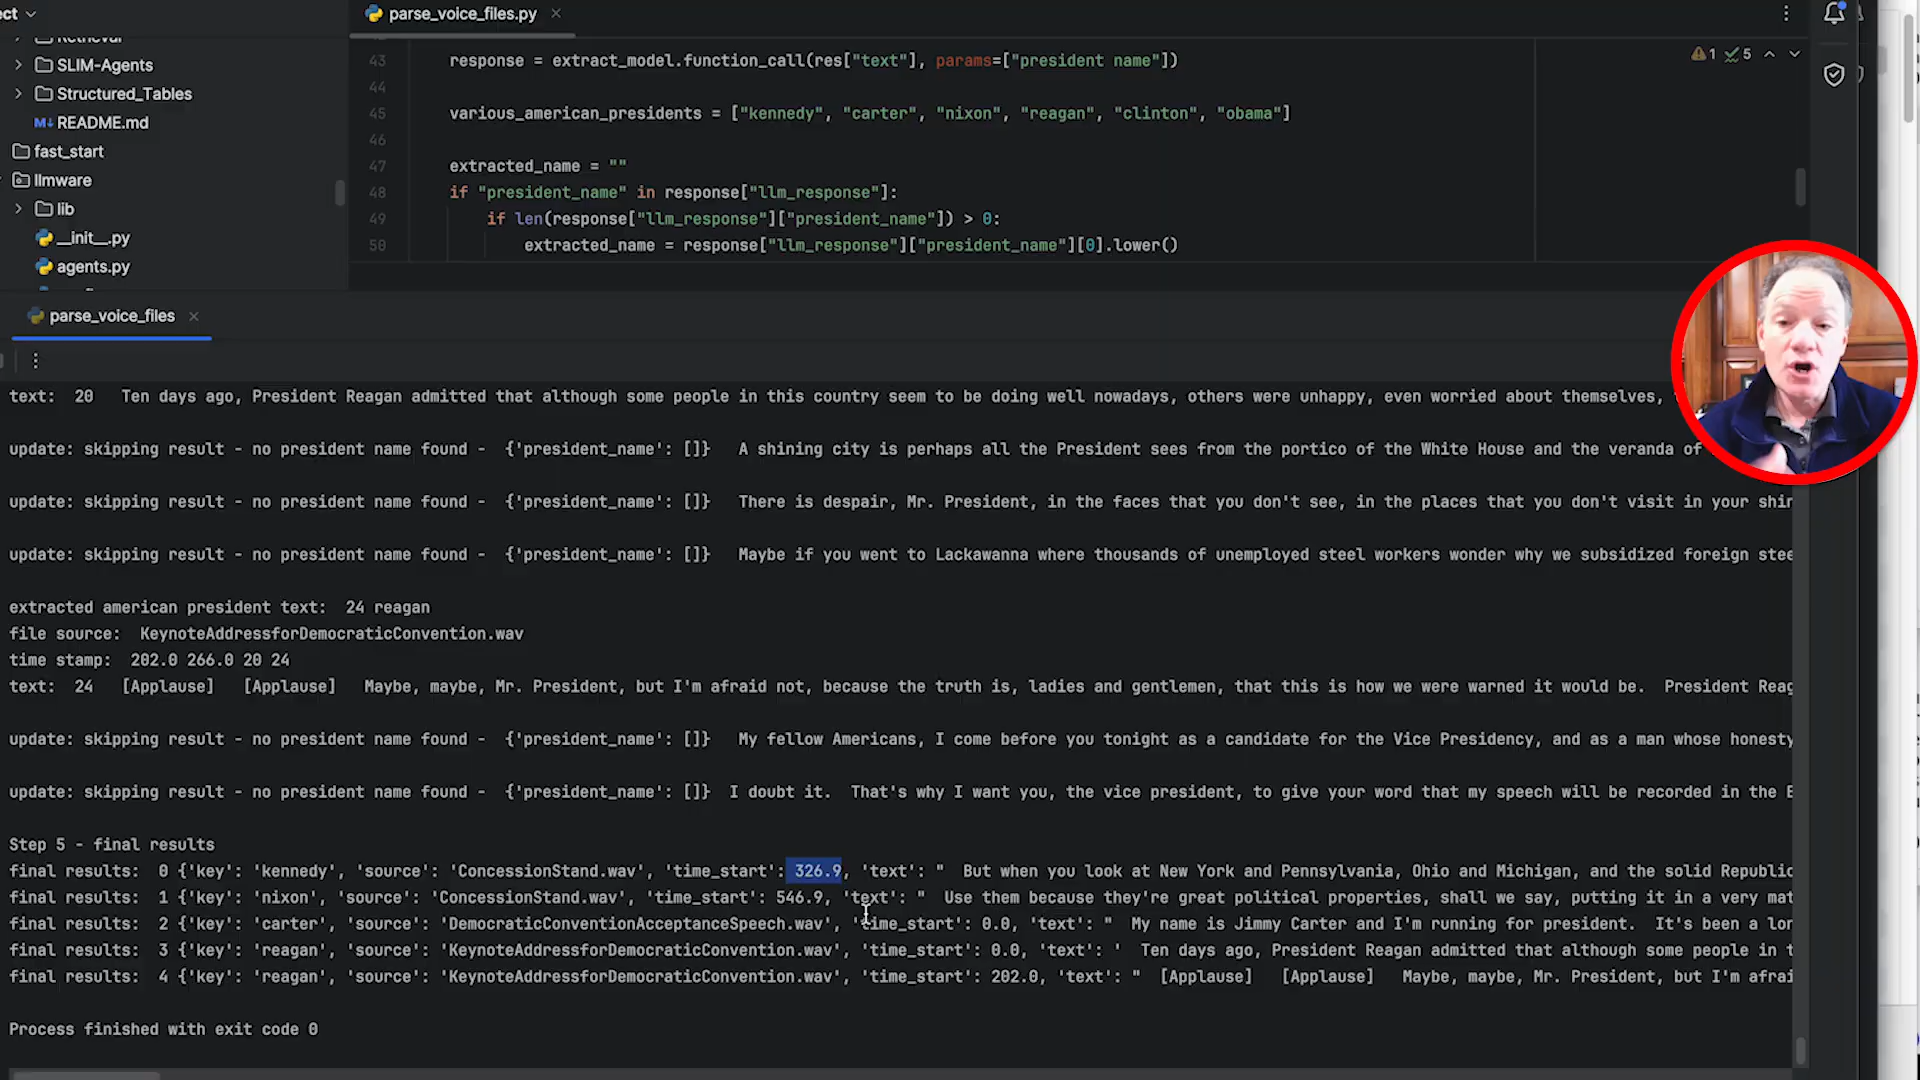 ect
parse_voice_files.py
SLIM-Agents
Structured_Tables
README.md
fast_start
llmware
lib
__init__.py
agents.py
1 5
43 response = extract_model.function_call(res["text"], params=["president name"])
44
45 various_american_presidents = ["kennedy", "carter", "nixon", "reagan", "clinton", "obama"]
46
47 extracted_name = ""
48 if "president_name" in response["llm_response"]:
49 if len(response["llm_response"]["president_name"]) > 0:
50 extracted_name = response["llm_response"]["president_name"][0].lower()
parse_voice_files
text: 20 Ten days ago, President Reagan admitted that although some people in this country seem to be doing well nowadays, others were unhappy, even worried about themselves,
update: skipping result - no president name found - {'president_name': []} A shining city is perhaps all the President sees from the portico of the White House and the veranda of
update: skipping result - no president name found - {'president_name': []} There is despair, Mr. President, in the faces that you don't see, in the places that you don't visit in your shin
update: skipping result - no president name found - {'president_name': []} Maybe if you went to Lackawanna where thousands of unemployed steel workers wonder why we subsidized foreign stee
extracted american president text: 24 reagan
file source: KeynoteAddressforDemocraticConvention.wav
time stamp: 202.0 266.0 20 24
text: 24 [Applause] [Applause] Maybe, maybe, Mr. President, but I'm afraid not, because the truth is, ladies and gentlemen, that this is how we were warned it would be. President Reag
update: skipping result - no president name found - {'president_name': []} My fellow Americans, I come before you tonight as a candidate for the Vice Presidency, and as a man whose honesty
update: skipping result - no president name found - {'president_name': []} I doubt it. That's why I want you, the vice president, to give your word that my speech will be recorded in the
Step 5 - final results
final results: 0 {'key': 'kennedy', 'source': 'ConcessionStand.wav', 'time_start': 326.9, 'text': " But when you look at New York and Pennsylvania, Ohio and Michigan, and the solid Republic
final results: 1 {'key': 'nixon', 'source': 'ConcessionStand.wav', 'time_start': 546.9, 'text': " Use them because they're great political properties, shall we say, putting it in a very mat
final results: 2 {'key': 'carter', 'source': 'DemocraticConventionAcceptanceSpeech.wav', 'time_start': 0.0, 'text': " My name is Jimmy Carter and I'm running for president. It's been a lon
final results: 3 {'key': 'reagan', 'source': 'KeynoteAddressforDemocraticConvention.wav', 'time_start': 0.0, 'text': ' Ten days ago, President Reagan admitted that although some people in t
final results: 4 {'key': 'reagan', 'source': 'KeynoteAddressforDemocraticConvention.wav', 'time_start': 202.0, 'text': " [Applause] [Applause] Maybe, maybe, Mr. President, but I'm afrai
Process finished with exit code 0